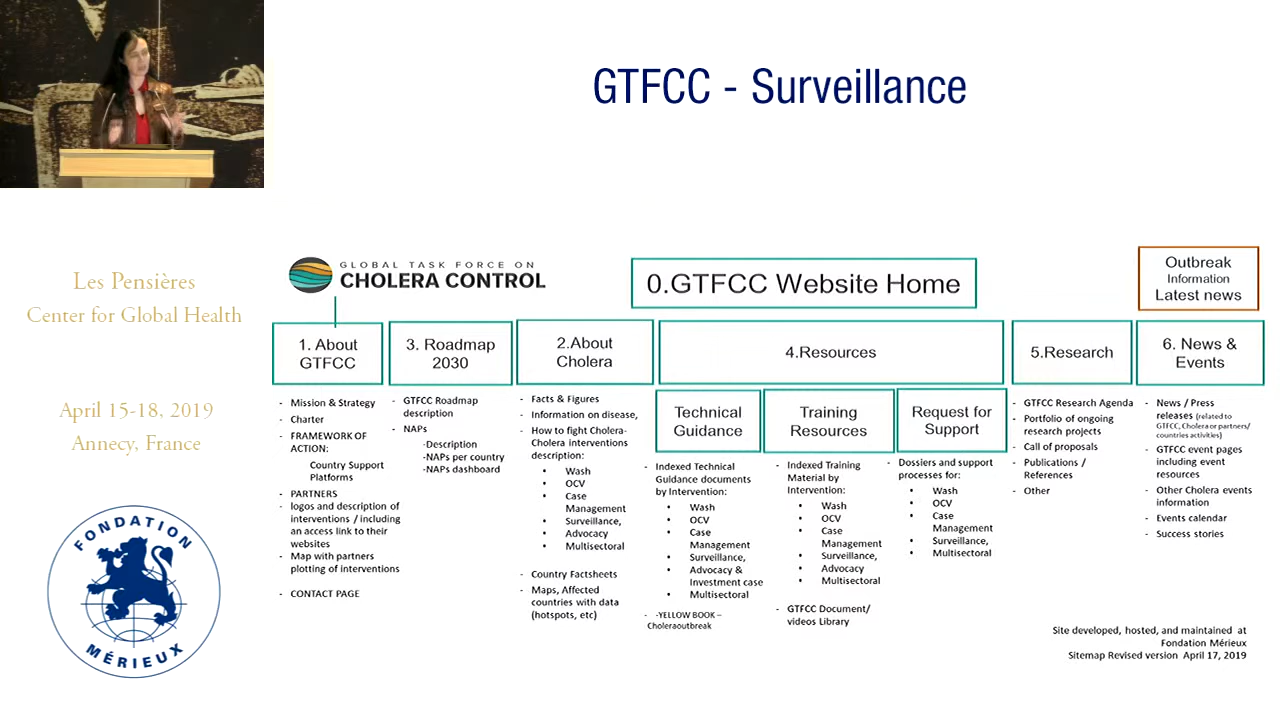 GTFCC - Surveillance
Les Pensières
Center for Global Health
April 15-18, 2019
Annecy, France
FONDATION
MÉRIEUX
GLOBAL TASK FORCE ON
CHOLERA CONTROL
0.GTFCC Website Home
Outbreak
Information
Latest news
1. About
GTFCC
- Mission & Strategy
- Charter
- FRAMEWORK OF
ACTION:
Country Support
Platforms
- PARTNERS
- logos and description of
interventions / including
an access link to their
websites
- Map with partners
plotting of interventions
- CONTACT PAGE
3. Roadmap
2030
- GTFCC Roadmap
description
- NAPs
-Description
-NAPs per country
-NAPs dashboard
2.About
Cholera
- Facts & Figures
- Information on disease,
- How to fight Cholera-
Cholera interventions
description:
• Wash
• OCV
• Case
Management
• Surveillance,
• Advocacy
• Multisectoral
- Country Factsheets
- Maps, Affected
countries with data
(hotspots, etc)
4.Resources
Technical
Guidance
- Indexed Technical
Guidance documents
by Intervention:
• Wash
• OCV
• Case
Management
• Surveillance,
• Advocacy &
Investment case
• Multisectoral
- -YELLOW BOOK –
Choleraoutbreak
Training
Resources
- Indexed Training
Material by
Intervention:
• Wash
• OCV
• Case
Management
• Surveillance,
• Advocacy
• Multisectoral
- GTFCC Document/
videos Library
Request for
Support
- Dossiers and support
processes for:
• Wash
• OCV
• Case
Management
• Surveillance,
• Multisectoral
5.Research
- GTFCC Research Agenda
- Portfolio of ongoing
research projects
- Call of proposals
- Publications /
References
- Other
6. News &
Events
- News / Press
releases (related to
GTFC, Cholera or partners/
countries activities)
- GTFCC event pages
including event
resources
- Other Cholera events
information
- Events calendar
- Success stories
Site developed, hosted, and maintained at
Fondation Mérieux
Sitemap Revised version April 17, 2019